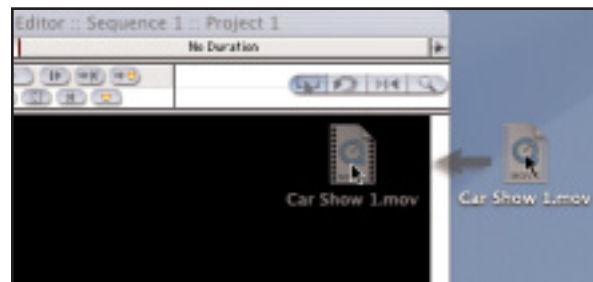 Editor :: Sequence 1 :: Project 1
No Duration
Car Show 1.mov
Car Show 1.mov